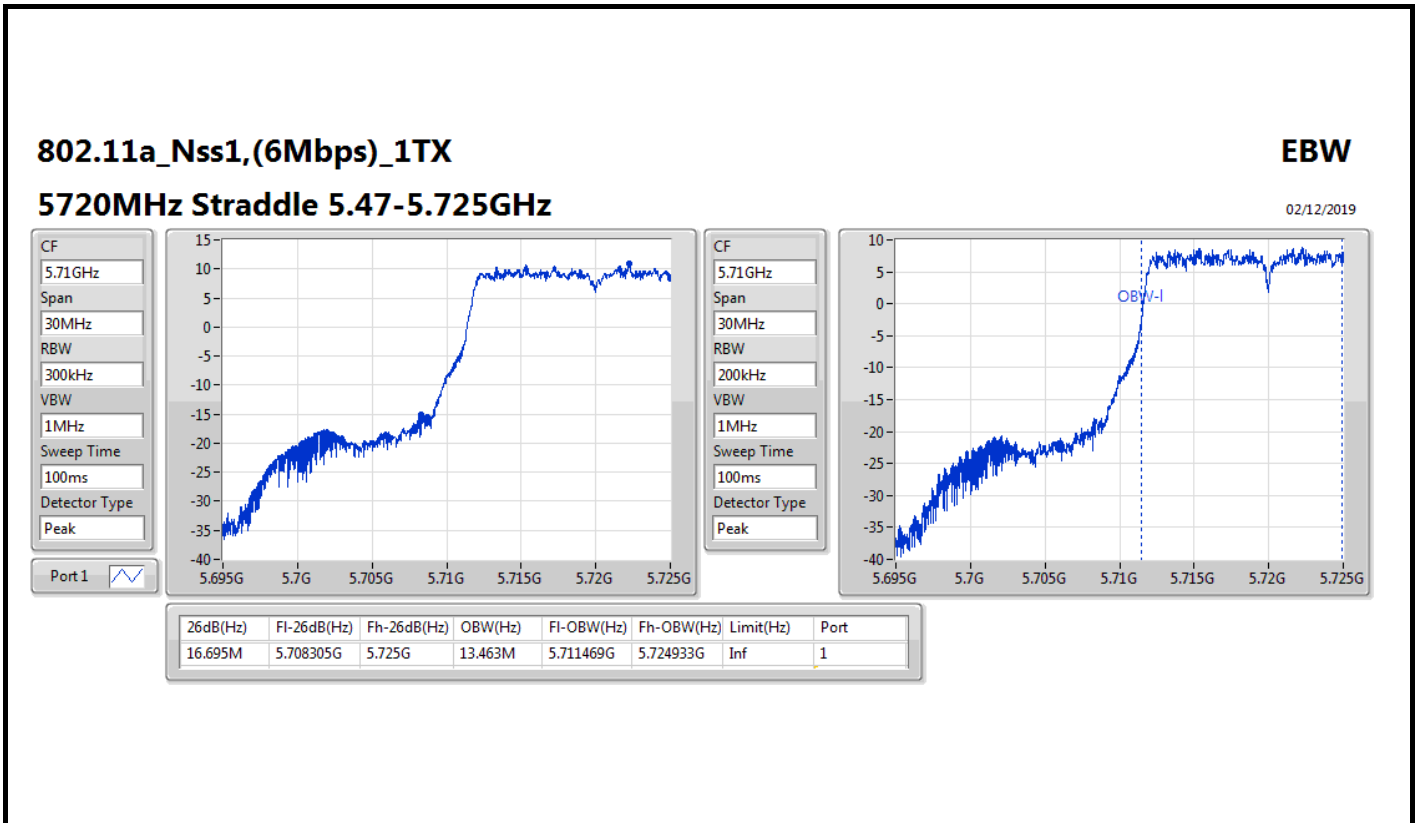 802.11a_Nss1,(6Mbps)_1TX
EBW
5720MHz Straddle 5.47-5.725GHz
02/12/2019
CF
5.71GHz
Span
30MHz
RBW
300kHz
VBW
1MHz
Sweep Time
100ms
Detector Type
Peak
Port 1
15
10
5
0
-5
-10
-15
-20
-25
-30
-35
-40
5.695G 5.7G 5.705G 5.71G 5.715G 5.72G 5.725G
CF
5.71GHz
Span
30MHz
RBW
200kHz
VBW
1MHz
Sweep Time
100ms
Detector Type
Peak
10
5
0
-5
-10
-15
-20
-25
-30
-35
-40
OBW-l
5.695G 5.7G 5.705G 5.71G 5.715G 5.72G 5.725G
26dB(Hz) Fl-26dB(Hz) Fh-26dB(Hz) OBW(Hz) Fl-OBW(Hz) Fh-OBW(Hz) Limit(Hz) Port
16.695M 5.708305G 5.725G 13.463M 5.711469G 5.724933G Inf 1